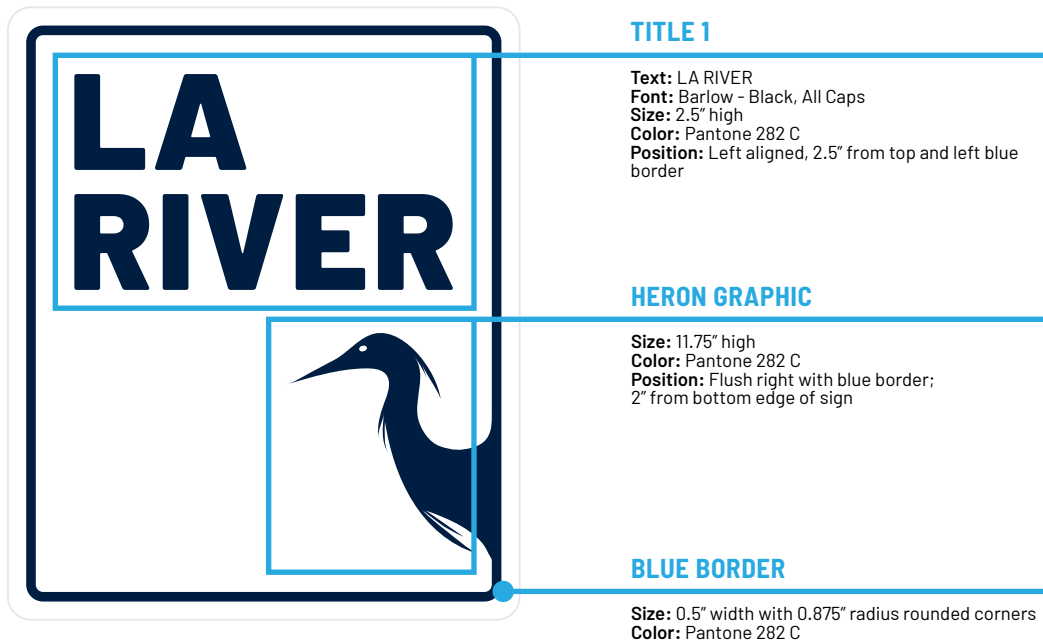 LA
RIVER
TITLE 1
Text: LA RIVER
Font: Barlow - Black, All Caps
Size: 2.5” high
Color: Pantone 282 C
Position: Left aligned, 2.5” from top and left blue
border
HERON GRAPHIC
Size: 11.75” high
Color: Pantone 282 C
Position: Flush right with blue border;
2” from bottom edge of sign
BLUE BORDER
Size: 0.5” width with 0.875” radius rounded corners
Color: Pantone 282 C